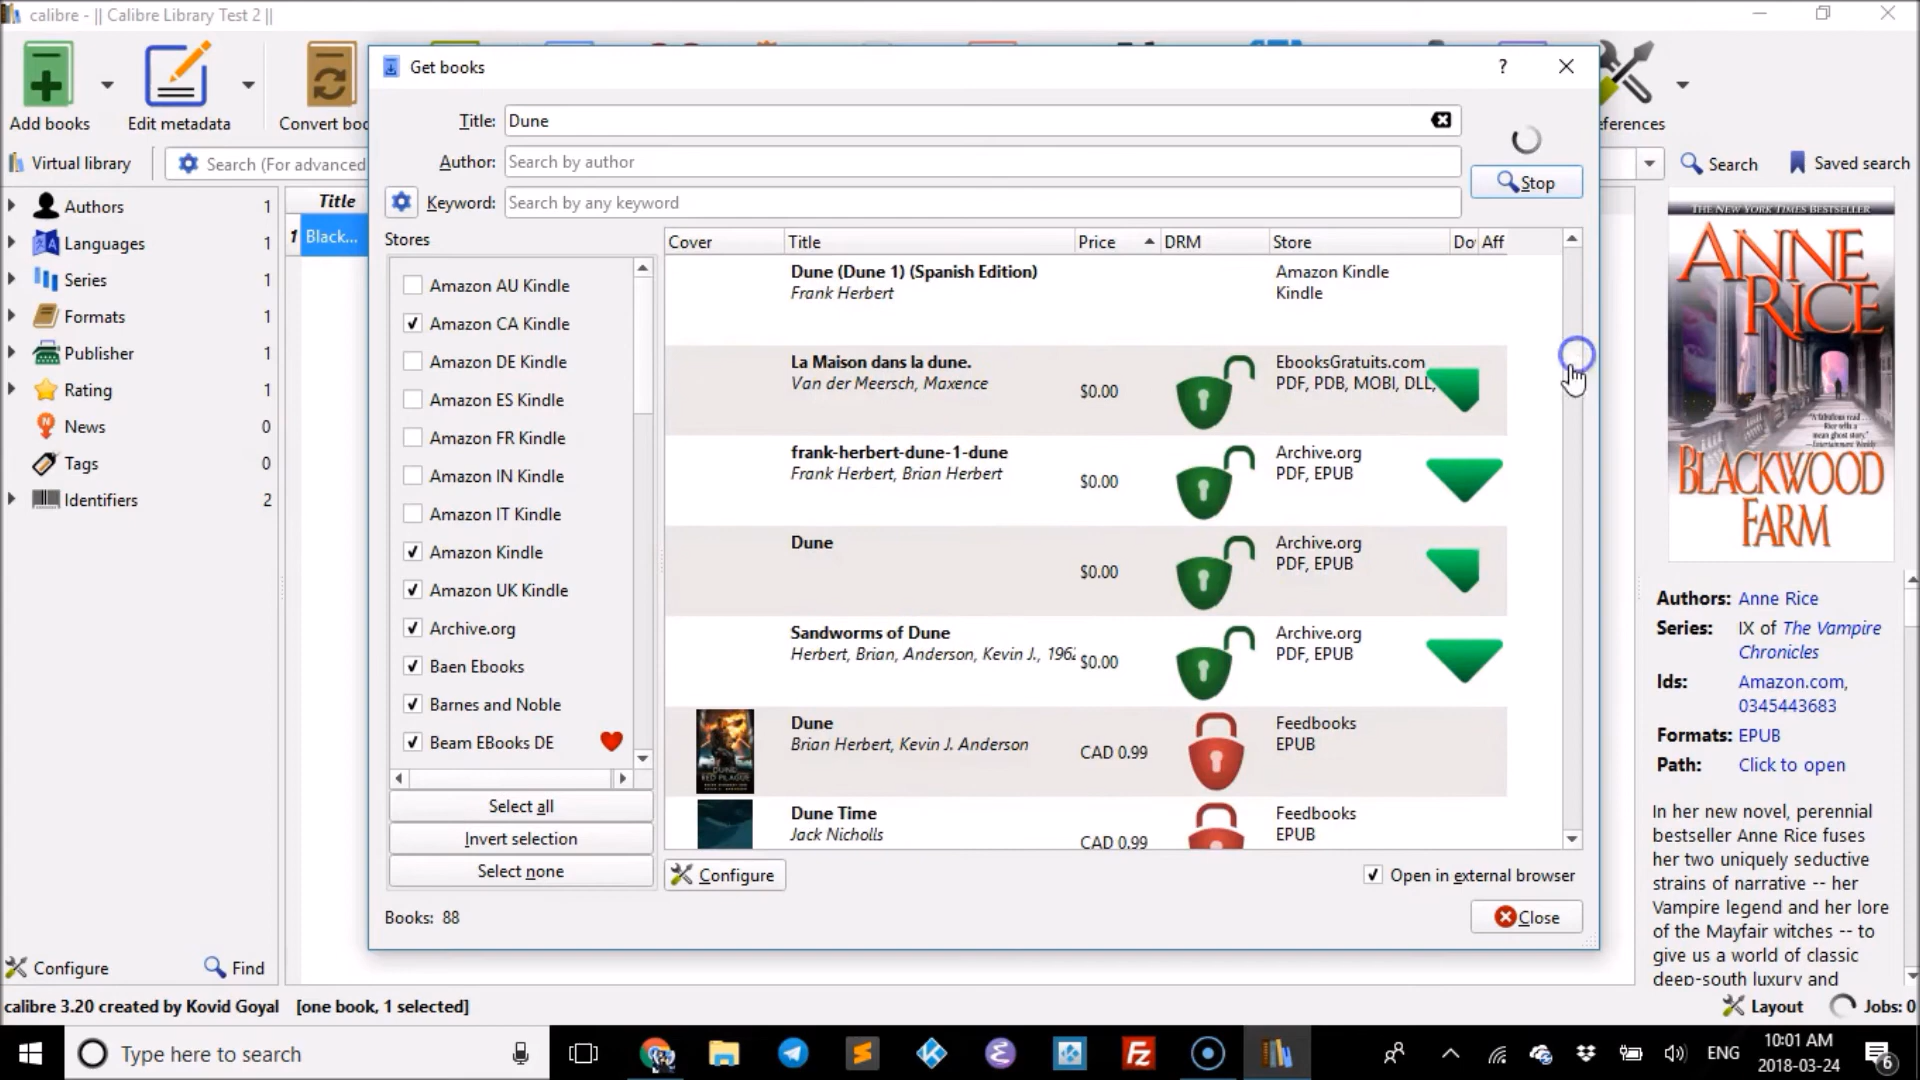 calibre - || Calibre Library Test 2 ||
Add books
Edit metadata
Convert boo
eferences
Virtual library
Search (For advanced
Search
Saved search
Authors 1
Languages 1
Series 1
Formats 1
Publisher 1
Rating 1
News 0
Tags 0
Identifiers 2
Configure
Find
Title
1 Black...
Get books
?
Title: Dune
Author: Search by author
Keyword: Search by any keyword
Stop
Stores
Amazon AU Kindle
Amazon CA Kindle
Amazon DE Kindle
Amazon ES Kindle
Amazon FR Kindle
Amazon IN Kindle
Amazon IT Kindle
Amazon Kindle
Amazon UK Kindle
Archive.org
Baen Ebooks
Barnes and Noble
Beam EBooks DE
Select all
Invert selection
Select none
Books: 88
Cover Title Price DRM Store Do Aff
Dune (Dune 1) (Spanish Edition) Amazon Kindle
Frank Herbert Kindle
La Maison dans la dune. EbooksGratuits.com
Van der Meersch, Maxence $0.00 PDF, PDB, MOBI, DLL,
frank-herbert-dune-1-dune Archive.org
Frank Herbert, Brian Herbert $0.00 PDF, EPUB
Dune Archive.org
$0.00 PDF, EPUB
Sandworms of Dune Archive.org
Herbert, Brian, Anderson, Kevin J., 1962 $0.00 PDF, EPUB
Dune Feedbooks
Brian Herbert, Kevin J. Anderson CAD 0.99 EPUB
DUNE
RED PLAGUE
Dune Time Feedbooks
Jack Nicholls CAD 0.99 EPUB
Configure
Open in external browser
Close
THE NEW YORK TIMES BESTSELLER
ANNE
RICE
BLACKWOOD
FARM
Authors: Anne Rice
Series: IX of The Vampire
Chronicles
Ids: Amazon.com,
0345443683
Formats: EPUB
Path: Click to open
In her new novel, perennial
bestseller Anne Rice fuses
her two uniquely seductive
strains of narrative -- her
Vampire legend and her lore
of the Mayfair witches -- to
give us a world of classic
deep-south luxury and
calibre 3.20 created by Kovid Goyal [one book, 1 selected]
Layout
Jobs: 0
Type here to search
ENG
10:01 AM
2018-03-24
6